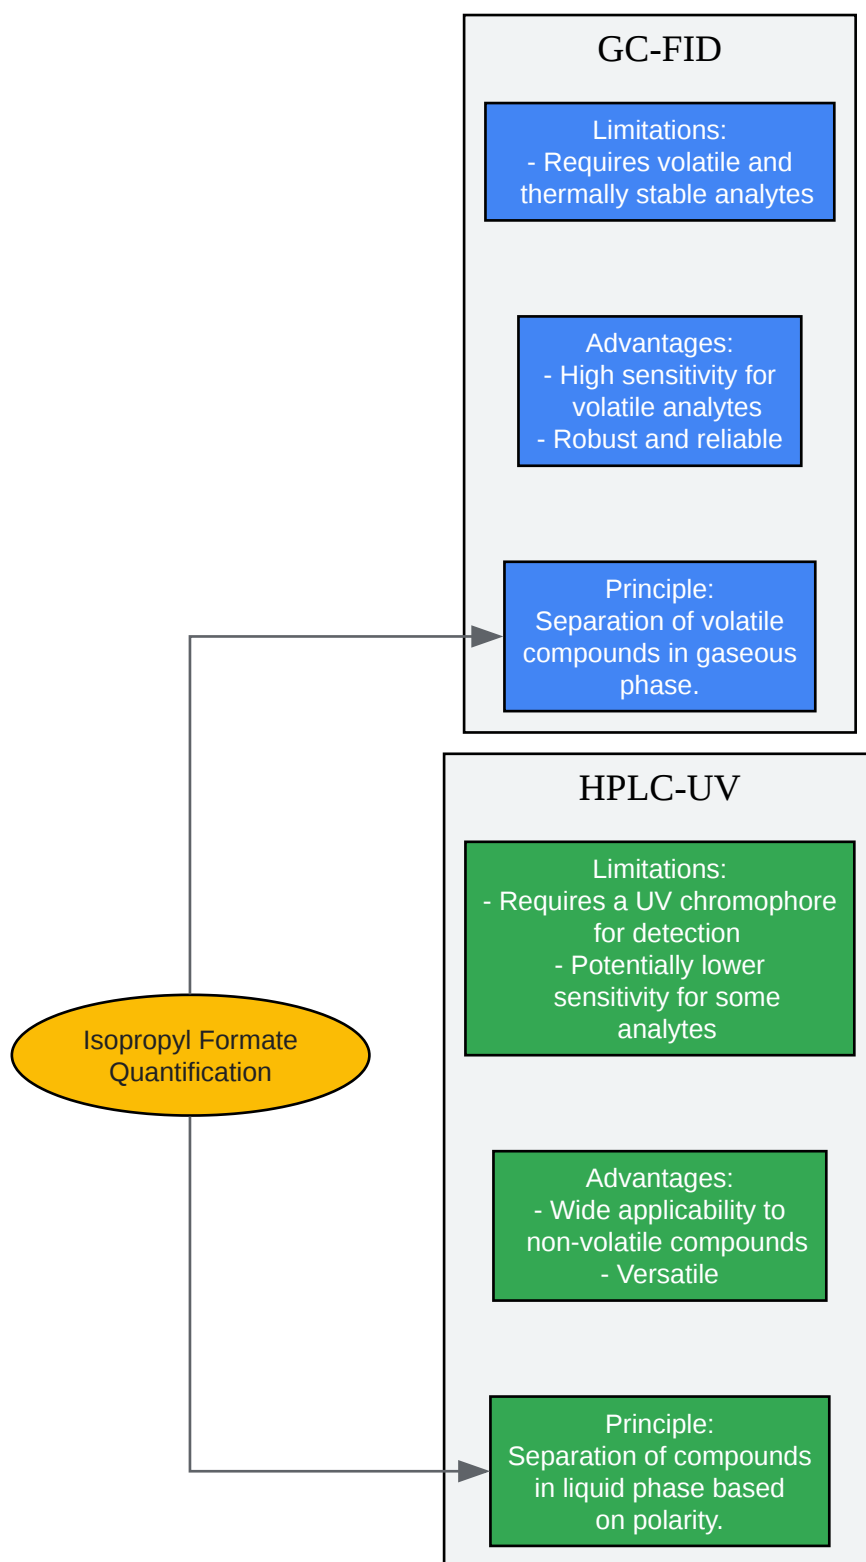 GC-FID
Limitations:
- Requires volatile and
thermally stable analytes
Advantages:
- High sensitivity for
volatile analytes
- Robust and reliable
Principle:
Separation of volatile
compounds in gaseous
phase.
HPLC-UV
Limitations:
- Requires a UV chromophore
for detection
- Potentially lower
sensitivity for some
analytes
Isopropyl Formate
Quantification
Advantages:
- Wide applicability to
non-volatile compounds
- Versatile
Principle:
Separation of compounds
in liquid phase based
on polarity.